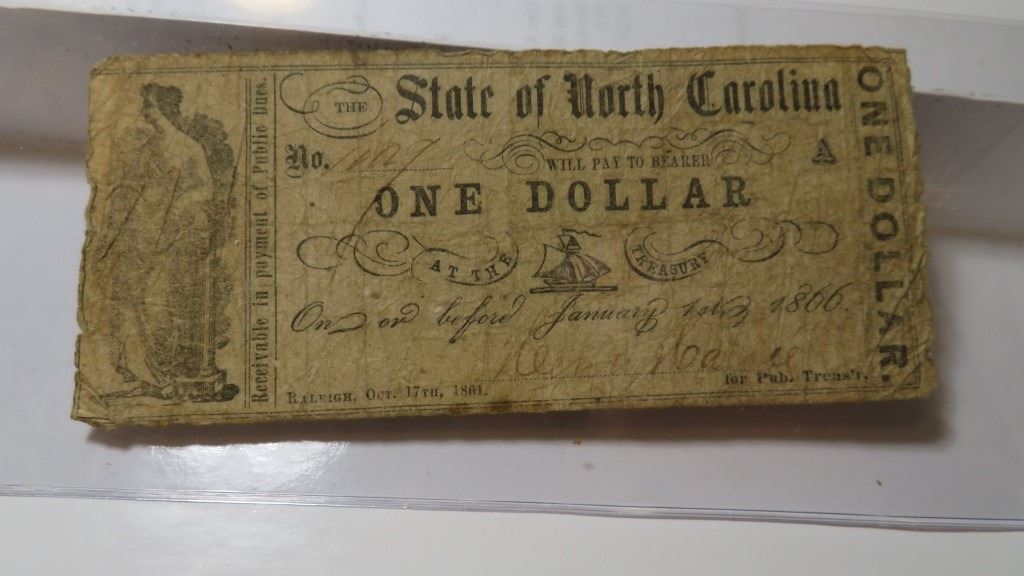 THE State of North Carolina
No.
WILL PAY TO BEARER A
ONE DOLLAR
AT THE TREASURY
On or before January 1st, 1866.
for Pub. Treas'r.
RALEIGH, OCT. 17TH, 1861.
Receivable in payment of Public Dues.
ONE DOLLAR.